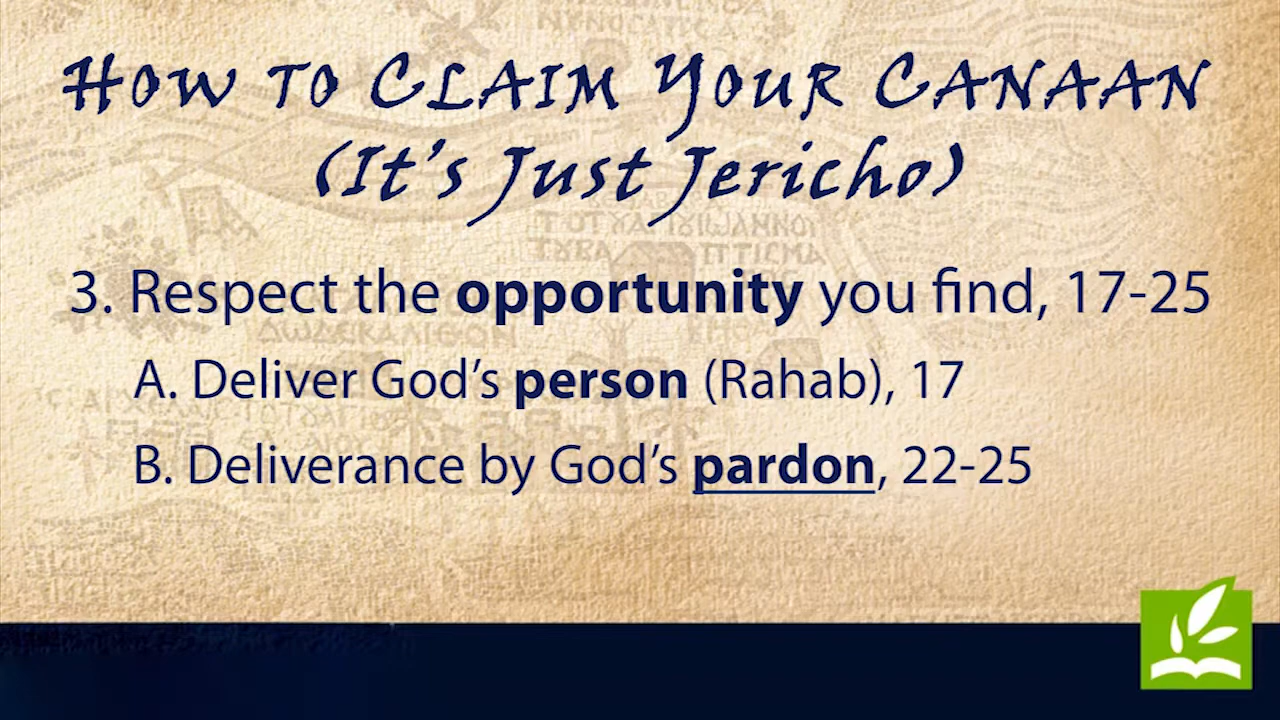 How to Claim Your Canaan
(It's Just Jericho)
3. Respect the opportunity you find, 17-25
A. Deliver God's person (Rahab), 17
B. Deliverance by God's pardon, 22-25